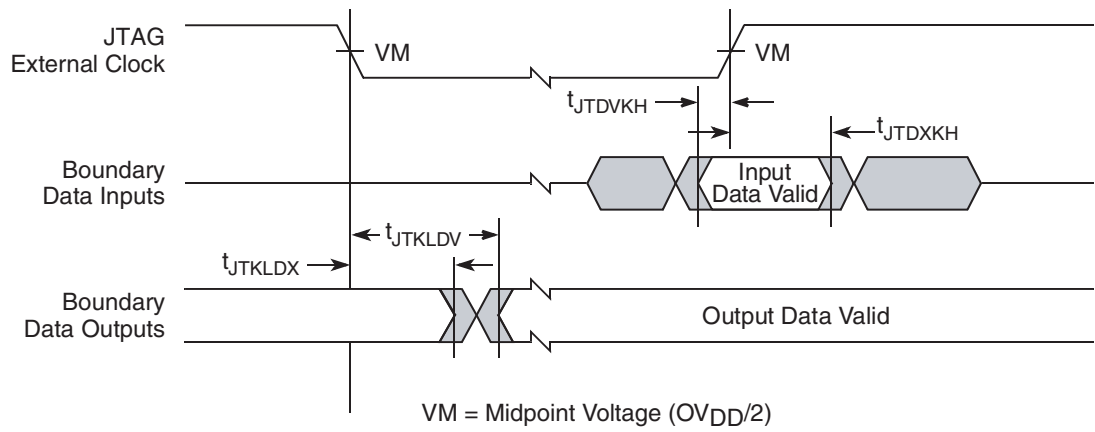 JTAG
External Clock
VM
VM
tJTDVKH
tJTDXKH
Boundary
Data Inputs
Input
Data Valid
tJTKLDV
tJTKLDX
Boundary
Data Outputs
Output Data Valid
VM = Midpoint Voltage (OVDD/2)